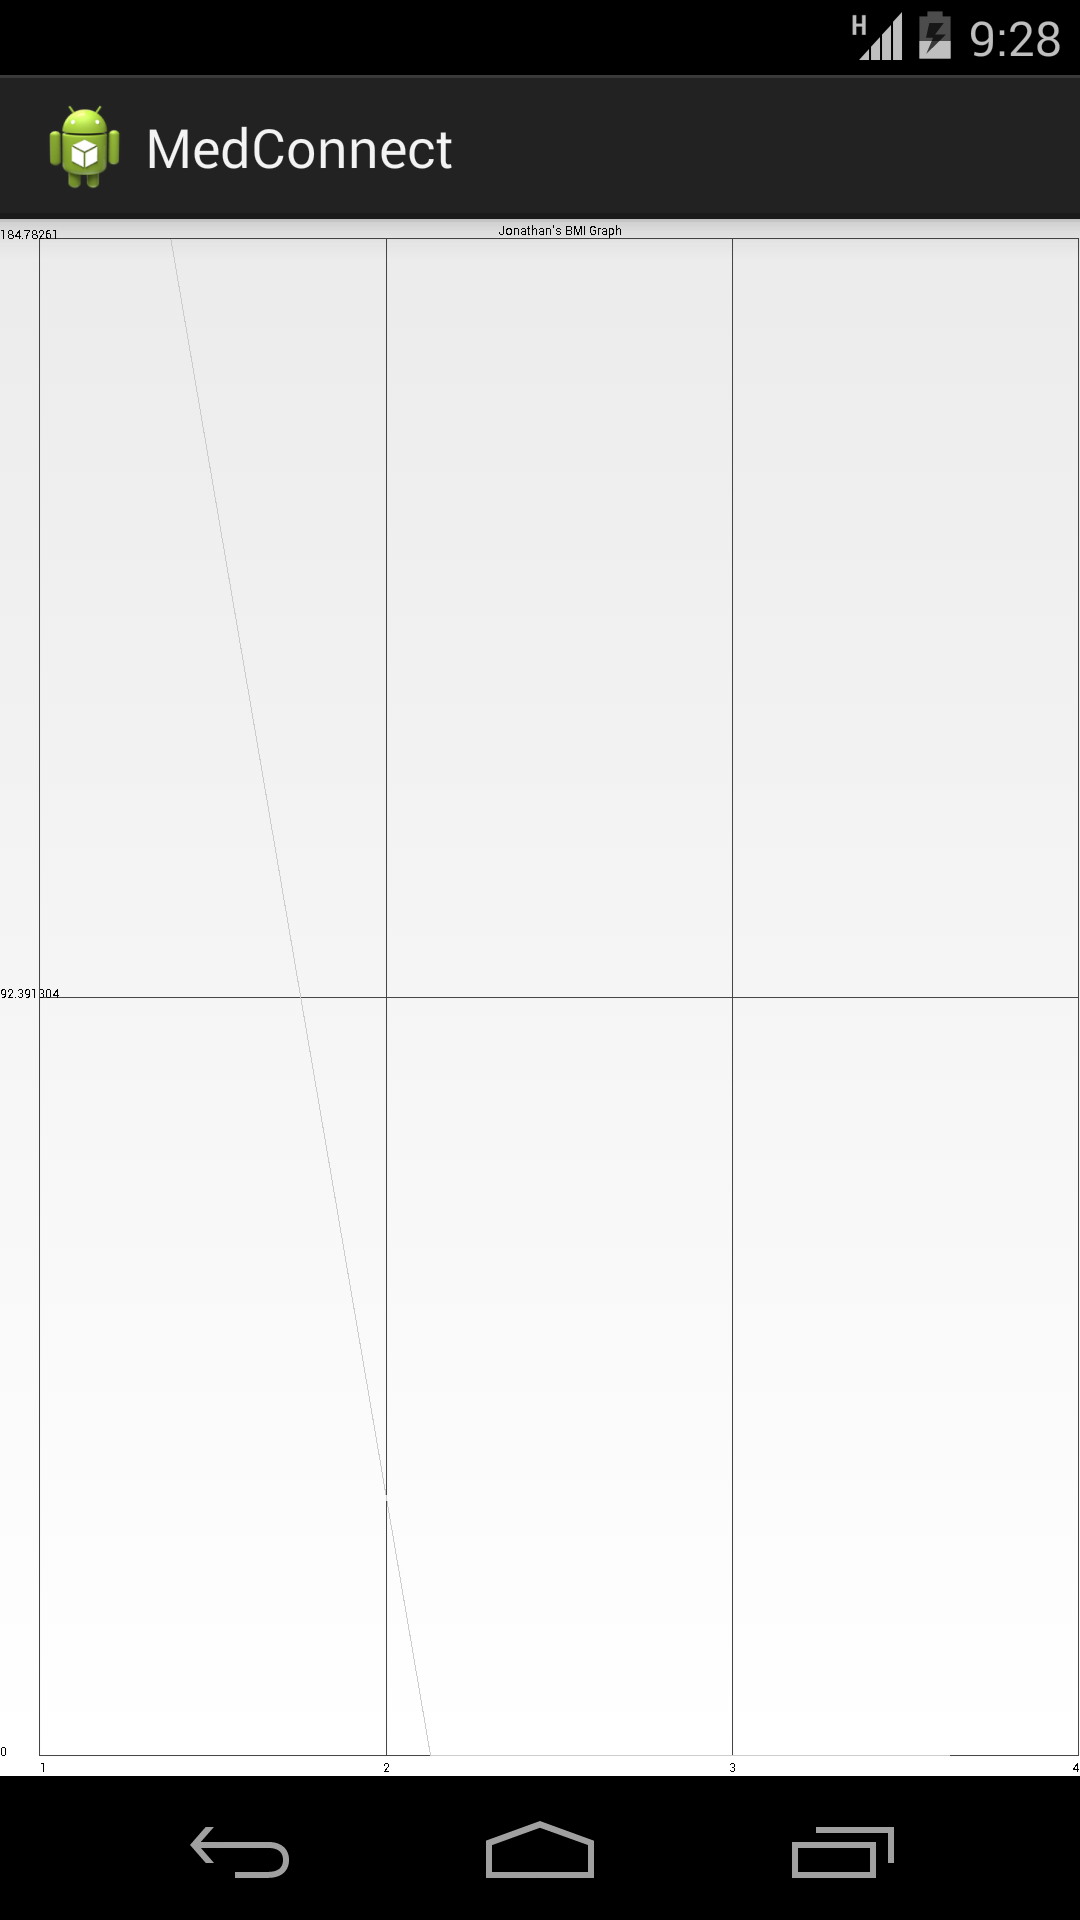 H 9:28
MedConnect
Jonathan's BMI Graph
184.78261
92.391304
0
1 2 3 4